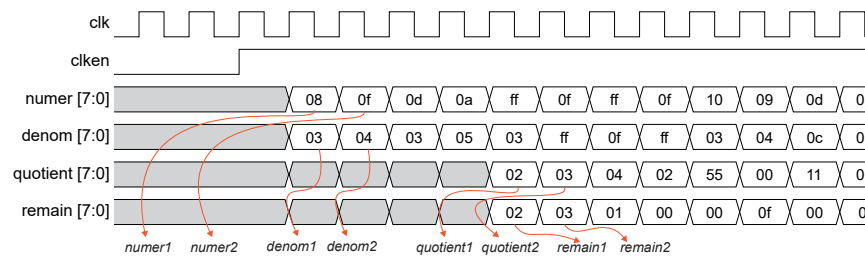 clk
clken
numer [7:0] 08 0f 0d 0a ff 0f ff 0f 10 09 0d 0
denom [7:0] 03 04 03 05 03 ff 0f ff 03 04 0c 0
quotient [7:0] 02 03 04 02 55 00 11 0
remain [7:0] 02 03 01 00 00 0f 00 0
numer1 numer2 denom1 denom2 quotient1 quotient2 remain1 remain2